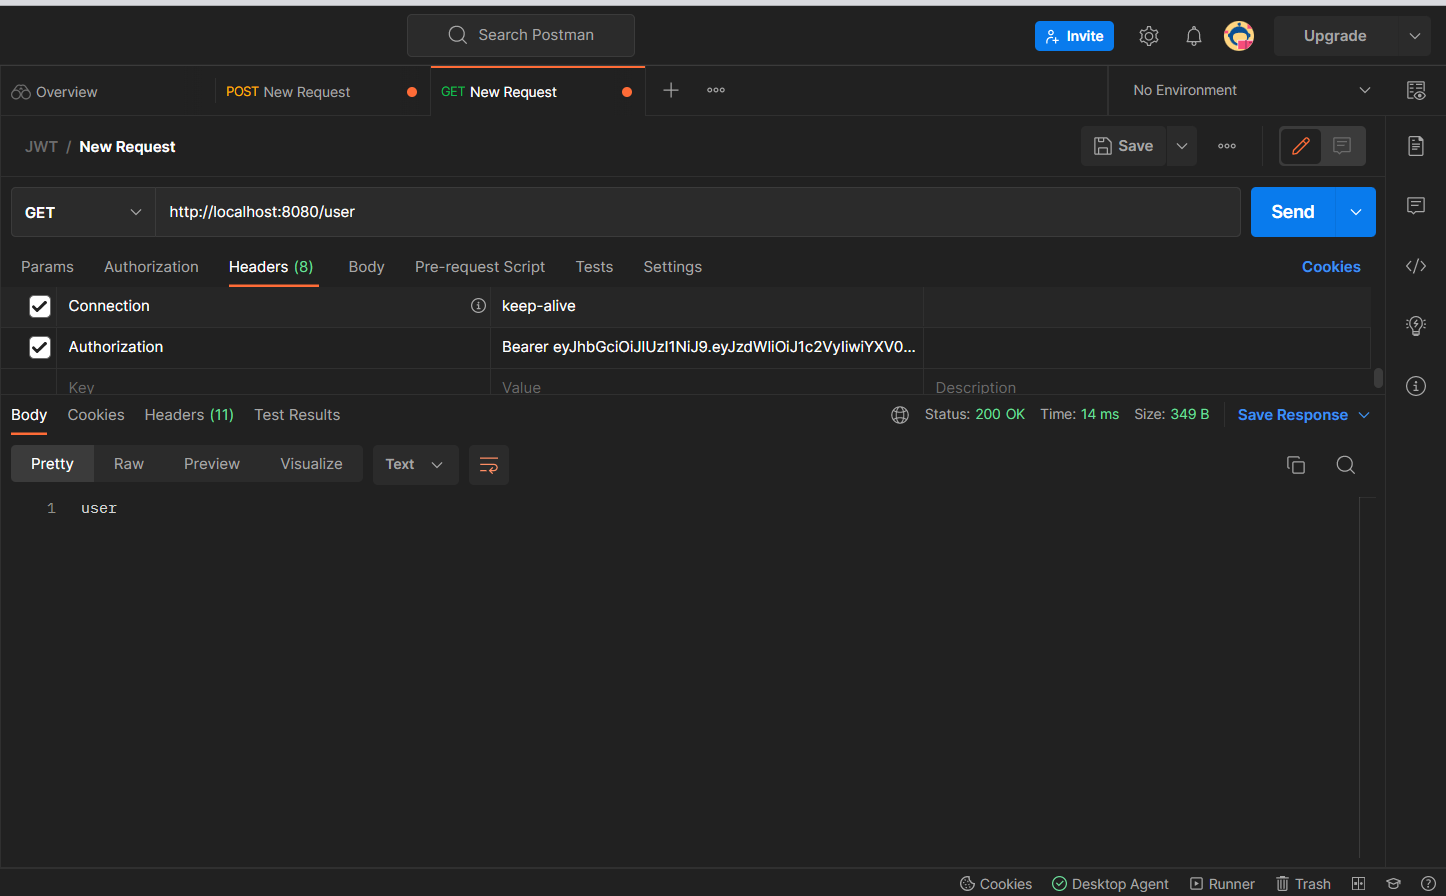 Search Postman
Invite
Upgrade
Overview
POST New Request
GET New Request
No Environment
JWT / New Request
Save
GET
http://localhost:8080/user
Send
Params Authorization Headers (8) Body Pre-request Script Tests Settings Cookies
Connection keep-alive
Authorization Bearer eyJhbGciOiJIUzI1NiJ9.eyJzdWIiOiJ1c2VyIiwiYXV0...
Key Value Description
Body Cookies Headers (11) Test Results Status: 200 OK Time: 14 ms Size: 349 B Save Response
Pretty Raw Preview Visualize Text
1 user
Cookies Desktop Agent Runner Trash